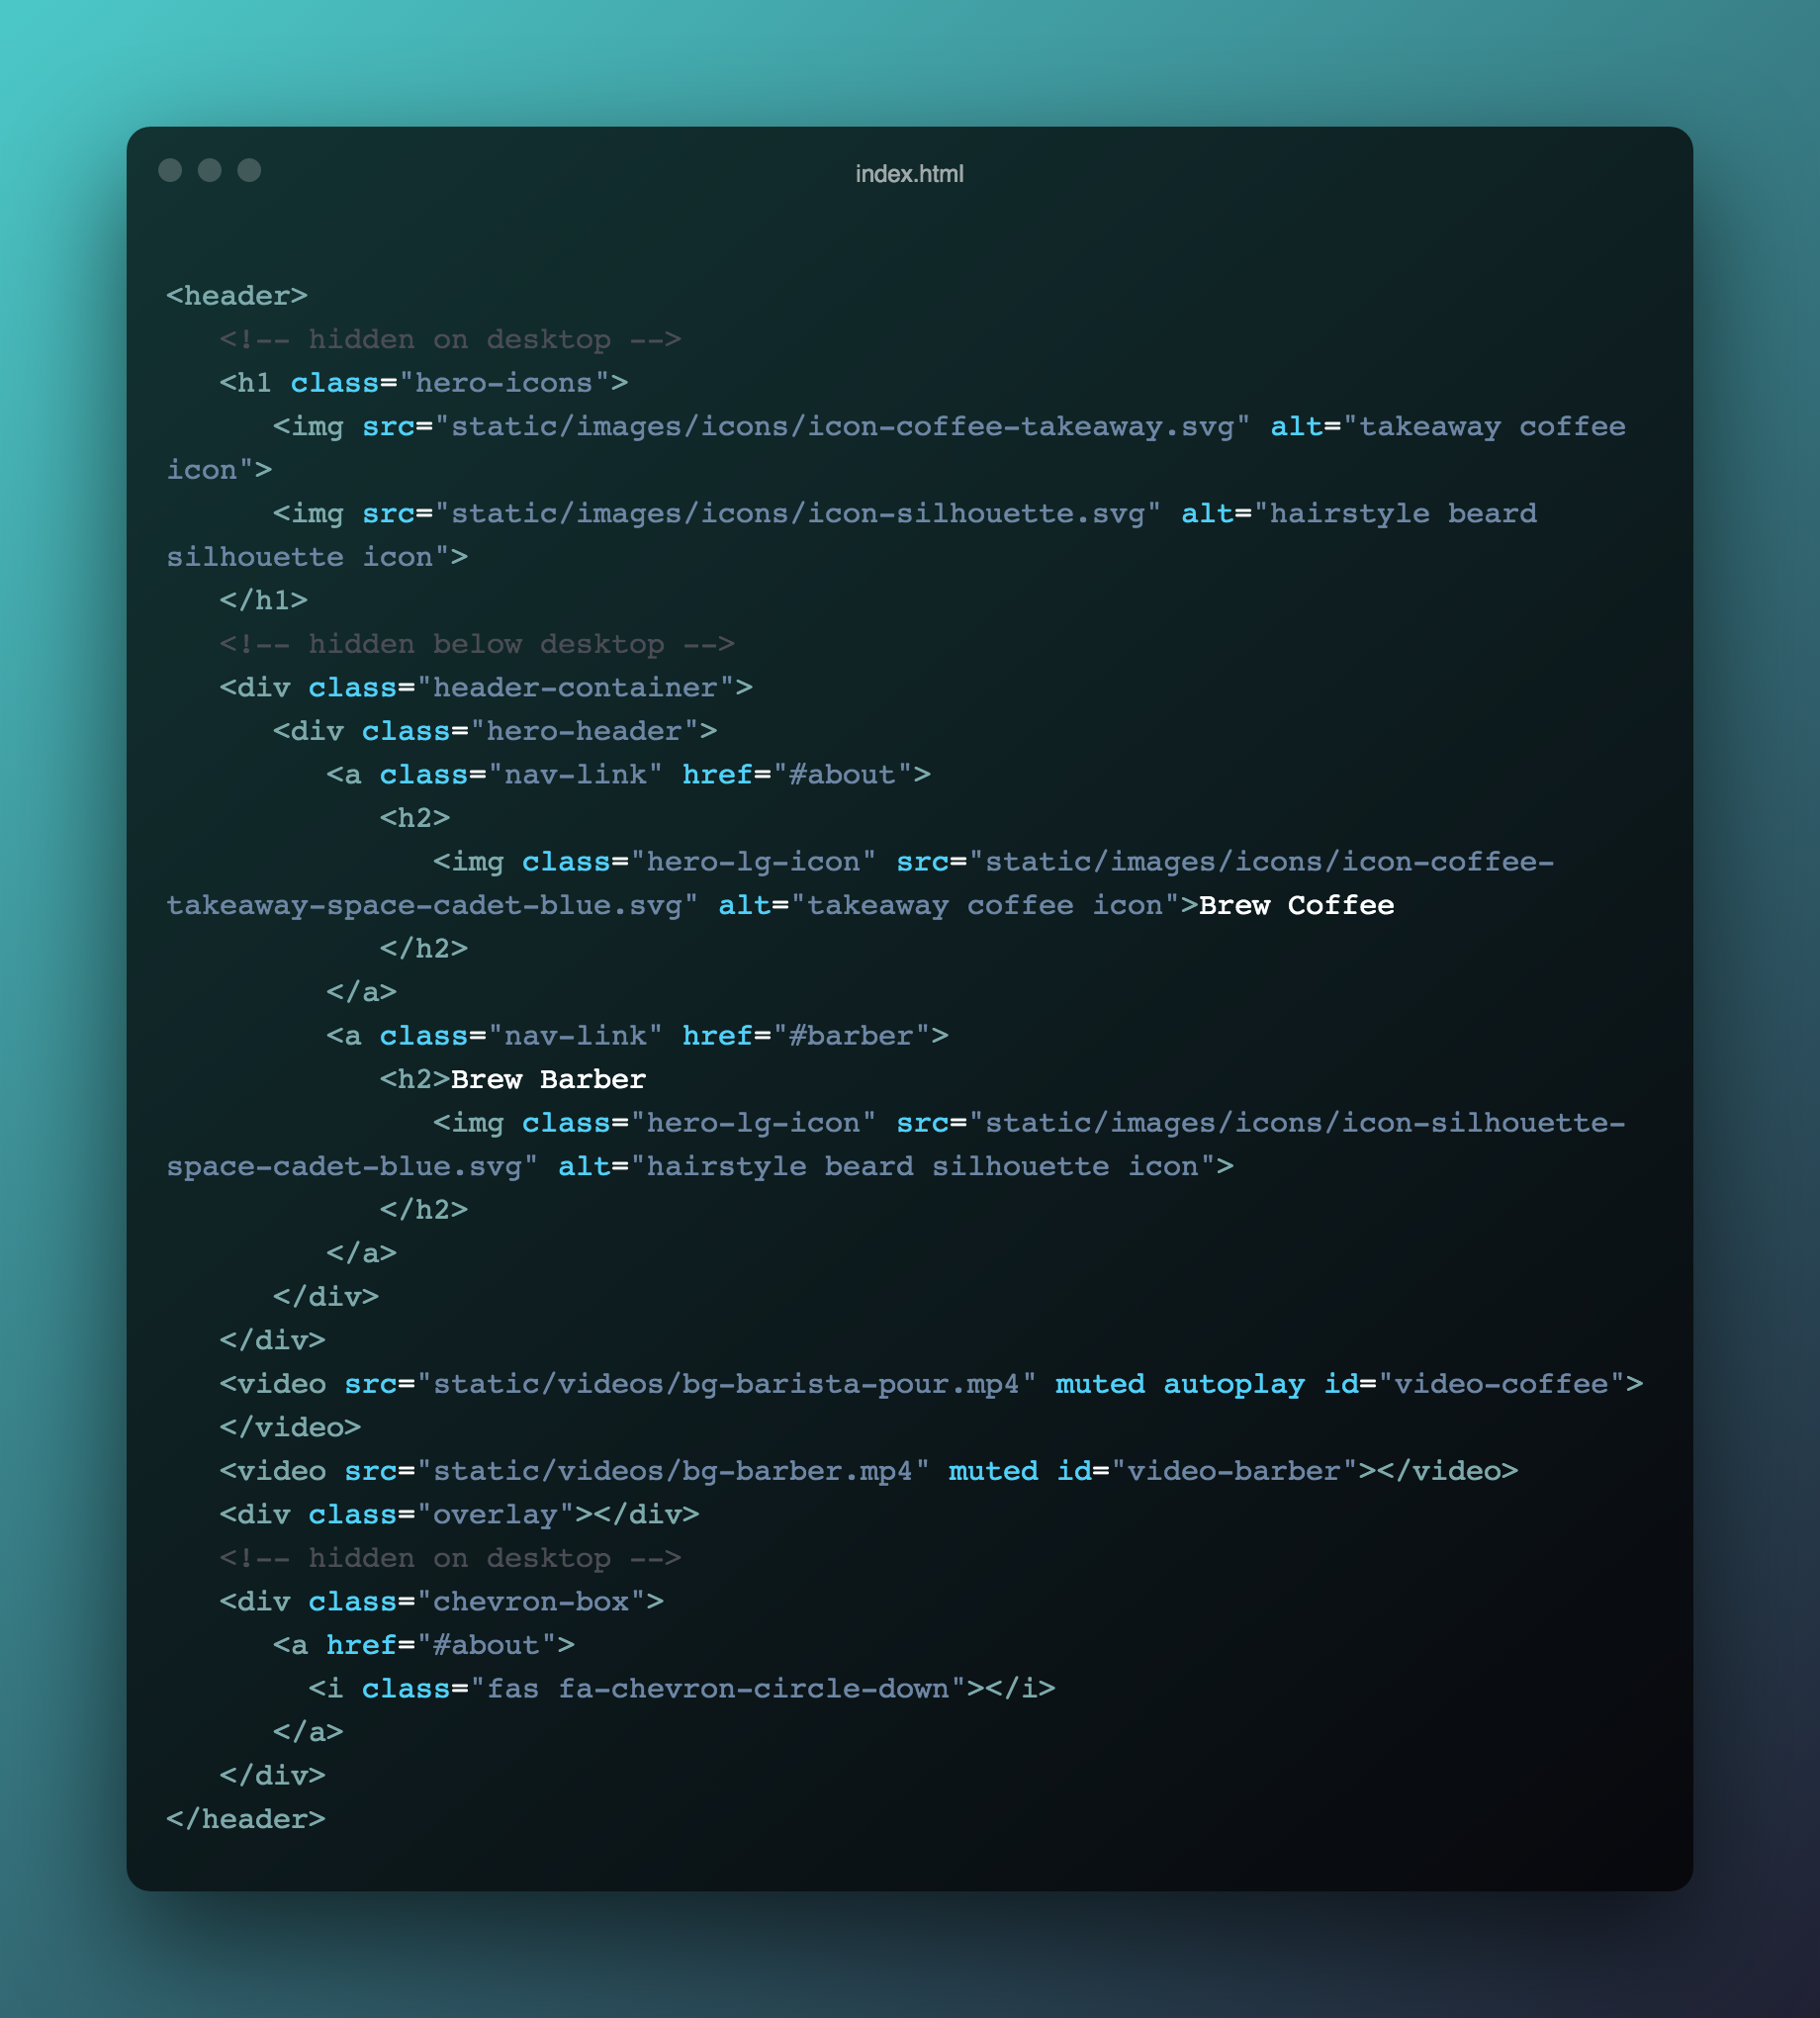 index.html
<header>
<!-- hidden on desktop -->
<h1 class="hero-icons">
<img src="static/images/icons/icon-coffee-takeaway.svg" alt="takeaway coffee
icon">
<img src="static/images/icons/icon-silhouette.svg" alt="hairstyle beard
silhouette icon">
</h1>
<!-- hidden below desktop -->
<div class="header-container">
<div class="hero-header">
<a class="nav-link" href="#about">
<h2>
<img class="hero-lg-icon" src="static/images/icons/icon-coffee-
takeaway-space-cadet-blue.svg" alt="takeaway coffee icon">Brew Coffee
</h2>
</a>
<a class="nav-link" href="#barber">
<h2>Brew Barber
<img class="hero-lg-icon" src="static/images/icons/icon-silhouette-
space-cadet-blue.svg" alt="hairstyle beard silhouette icon">
</h2>
</a>
</div>
</div>
<video src="static/videos/bg-barista-pour.mp4" muted autoplay id="video-coffee">
</video>
<video src="static/videos/bg-barber.mp4" muted id="video-barber"></video>
<div class="overlay"></div>
<!-- hidden on desktop -->
<div class="chevron-box">
<a href="#about">
<i class="fas fa-chevron-circle-down"></i>
</a>
</div>
</header>